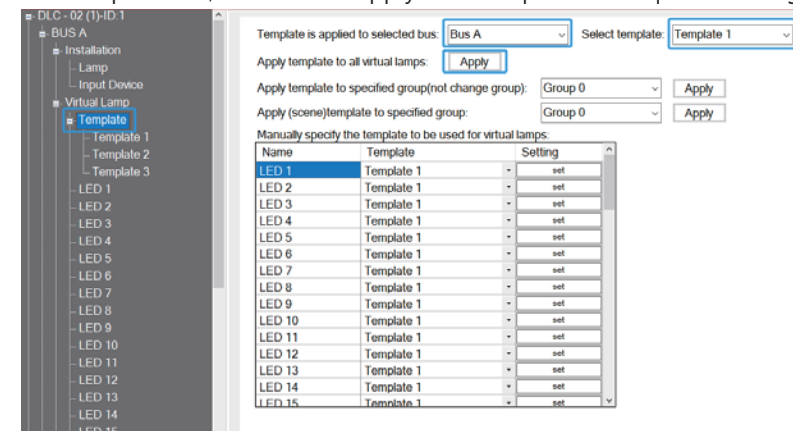 DLC - 02 (1)-ID:1
BUS A
Installation
Lamp
Input Device
Virtual Lamp
Template
Template 1
Template 2
Template 3
LED 1
LED 2
LED 3
LED 4
LED 5
LED 6
LED 7
LED 8
LED 9
LED 10
LED 11
LED 12
LED 13
LED 14
LED 15
Template is applied to selected bus: Bus A Select template: Template 1
Apply template to all virtual lamps: Apply
Apply template to specified group(not change group): Group 0 Apply
Apply (scene)template to specified group: Group 0 Apply
Manually specify the template to be used for virtual lamps:
Name Template Setting
LED 1 Template 1 set
LED 2 Template 1 set
LED 3 Template 1 set
LED 4 Template 1 set
LED 5 Template 1 set
LED 6 Template 1 set
LED 7 Template 1 set
LED 8 Template 1 set
LED 9 Template 1 set
LED 10 Template 1 set
LED 11 Template 1 set
LED 12 Template 1 set
LED 13 Template 1 set
LED 14 Template 1 set
LED 15 Template 1 set